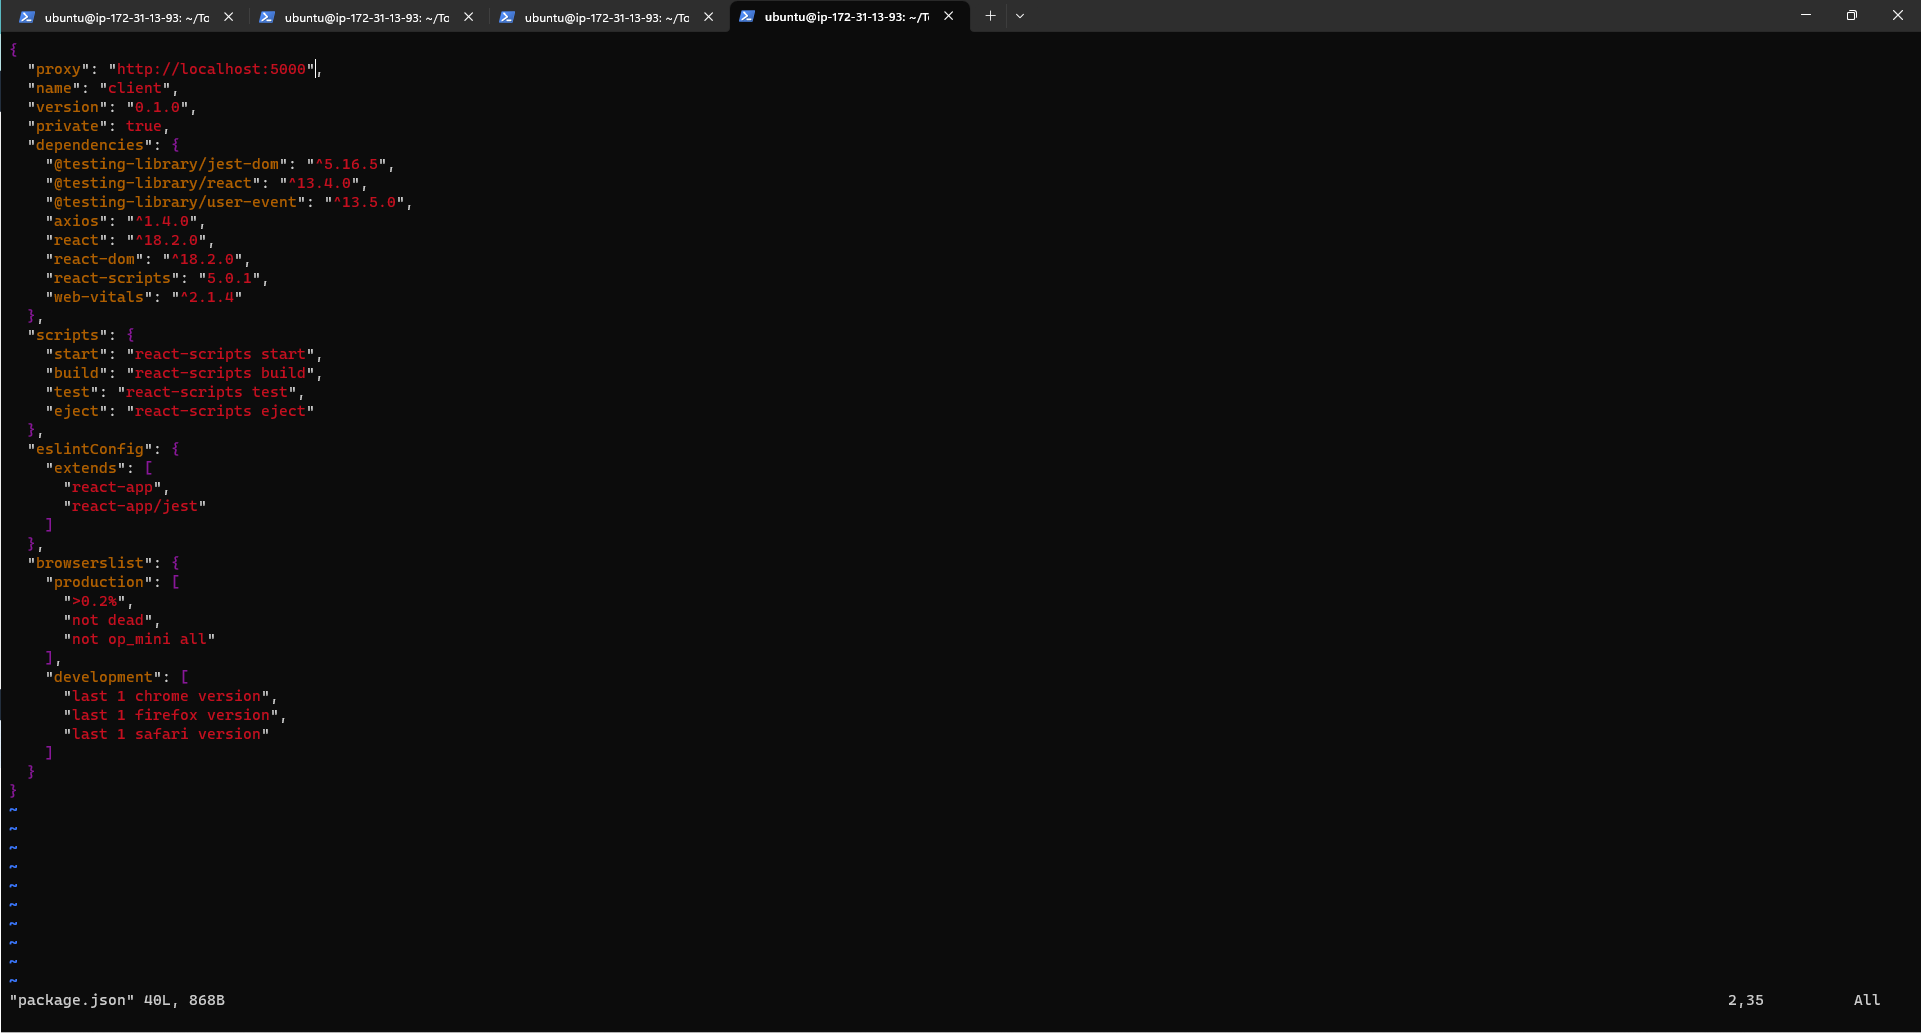 ubuntu@ip-172-31-13-93: ~/To
ubuntu@ip-172-31-13-93: ~/To
ubuntu@ip-172-31-13-93: ~/To
ubuntu@ip-172-31-13-93: ~/T
{
  "proxy": "http://localhost:5000",
  "name": "client",
  "version": "0.1.0",
  "private": true,
  "dependencies": {
    "@testing-library/jest-dom": "^5.16.5",
    "@testing-library/react": "^13.4.0",
    "@testing-library/user-event": "^13.5.0",
    "axios": "^1.4.0",
    "react": "^18.2.0",
    "react-dom": "^18.2.0",
    "react-scripts": "5.0.1",
    "web-vitals": "^2.1.4"
  },
  "scripts": {
    "start": "react-scripts start",
    "build": "react-scripts build",
    "test": "react-scripts test",
    "eject": "react-scripts eject"
  },
  "eslintConfig": {
    "extends": [
      "react-app",
      "react-app/jest"
    ]
  },
  "browserslist": {
    "production": [
      ">0.2%",
      "not dead",
      "not op_mini all"
    ],
    "development": [
      "last 1 chrome version",
      "last 1 firefox version",
      "last 1 safari version"
    ]
  }
}
~
~
~
~
~
~
~
~
~
~
"package.json" 40L, 868B 2,35 All